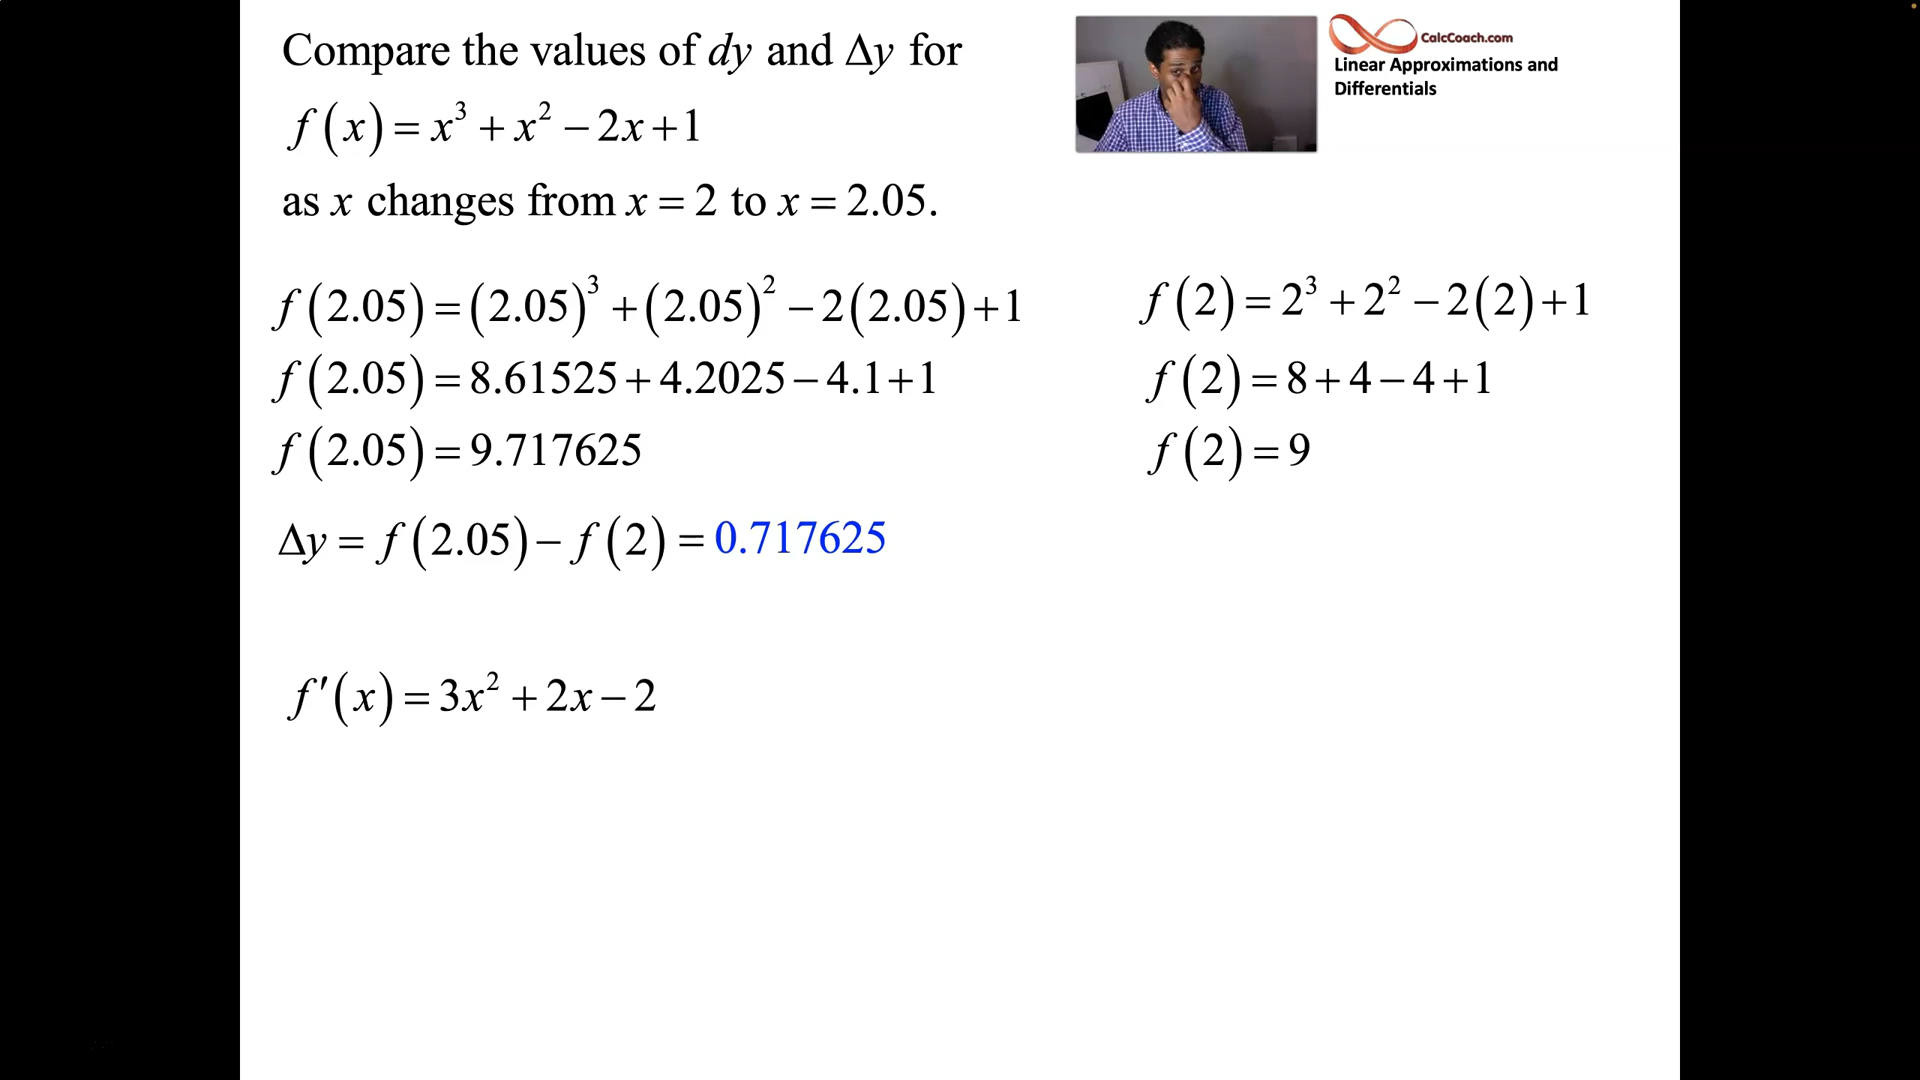 Compare the values of dy and Δy for
f(x) = x³ + x² − 2x + 1
as x changes from x = 2 to x = 2.05.
CalcCoach.com
Linear Approximations and
Differentials
f(2.05) = (2.05)³ + (2.05)² − 2(2.05) + 1
f(2.05) = 8.61525 + 4.2025 − 4.1 + 1
f(2.05) = 9.717625
f(2) = 2³ + 2² − 2(2) + 1
f(2) = 8 + 4 − 4 + 1
f(2) = 9
Δy = f(2.05) − f(2) = 0.717625
f′(x) = 3x² + 2x − 2